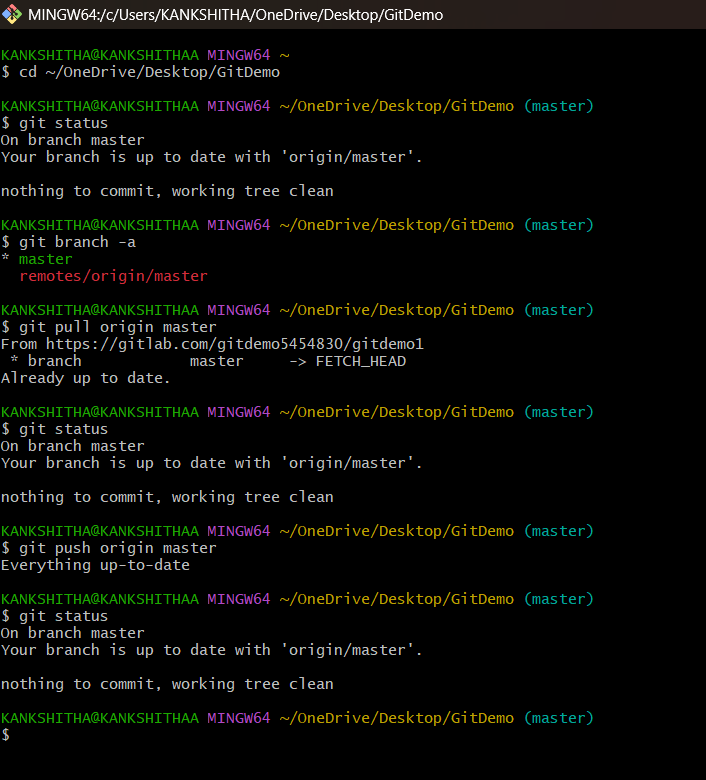 MINGW64:/c/Users/KANKSHITHA/OneDrive/Desktop/GitDemo
KANKSHITHA@KANKSHITHAA MINGW64 ~
$ cd ~/OneDrive/Desktop/GitDemo
KANKSHITHA@KANKSHITHAA MINGW64 ~/OneDrive/Desktop/GitDemo (master)
$ git status
On branch master
Your branch is up to date with 'origin/master'.
nothing to commit, working tree clean
KANKSHITHA@KANKSHITHAA MINGW64 ~/OneDrive/Desktop/GitDemo (master)
$ git branch -a
* master
  remotes/origin/master
KANKSHITHA@KANKSHITHAA MINGW64 ~/OneDrive/Desktop/GitDemo (master)
$ git pull origin master
From https://gitlab.com/gitdemo5454830/gitdemo1
 * branch            master     -> FETCH_HEAD
Already up to date.
KANKSHITHA@KANKSHITHAA MINGW64 ~/OneDrive/Desktop/GitDemo (master)
$ git status
On branch master
Your branch is up to date with 'origin/master'.
nothing to commit, working tree clean
KANKSHITHA@KANKSHITHAA MINGW64 ~/OneDrive/Desktop/GitDemo (master)
$ git push origin master
Everything up-to-date
KANKSHITHA@KANKSHITHAA MINGW64 ~/OneDrive/Desktop/GitDemo (master)
$ git status
On branch master
Your branch is up to date with 'origin/master'.
nothing to commit, working tree clean
KANKSHITHA@KANKSHITHAA MINGW64 ~/OneDrive/Desktop/GitDemo (master)
$